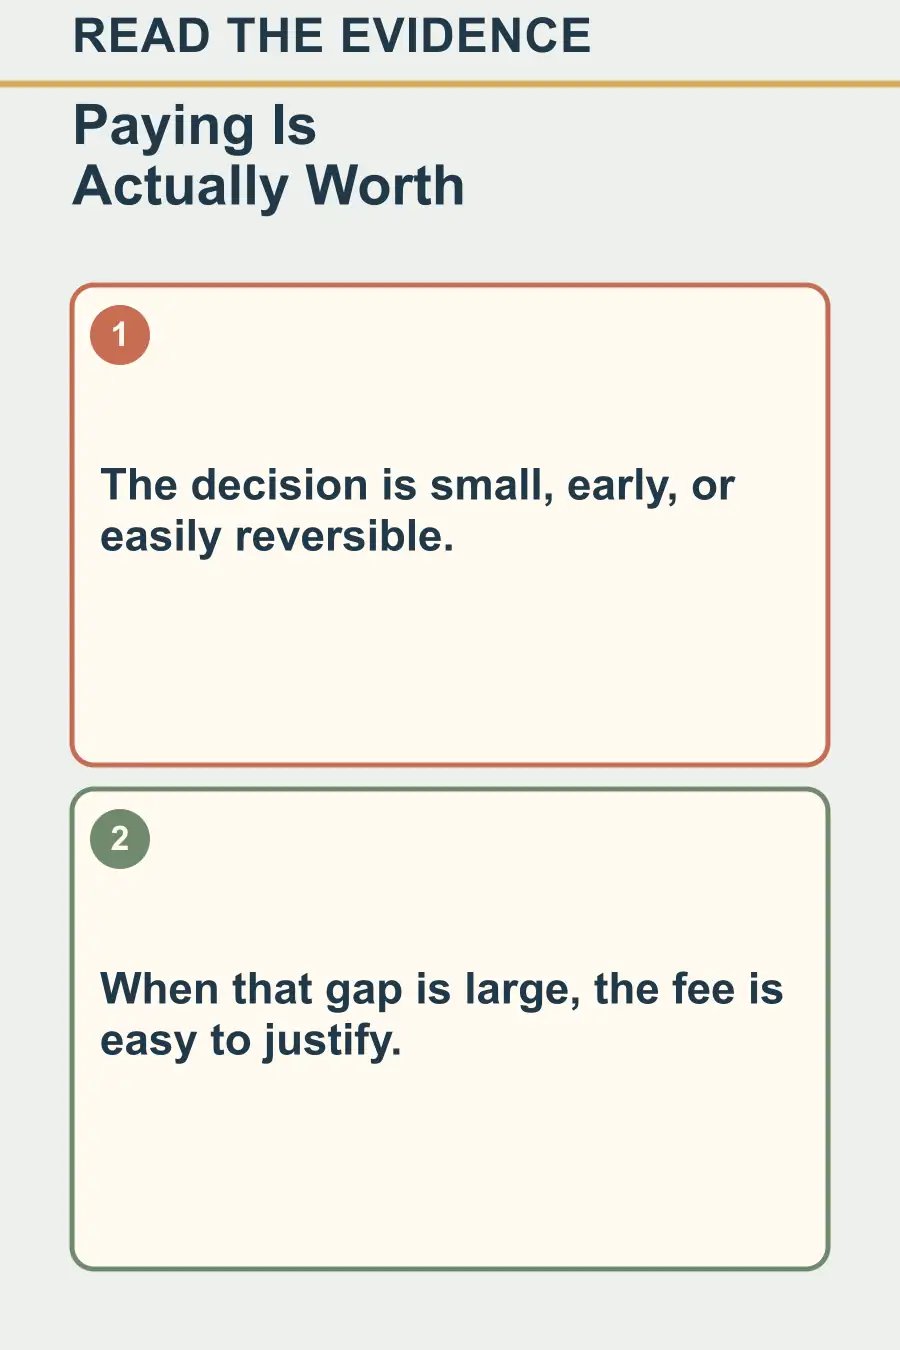 READ THE EVIDENCE
Paying Is
Actually Worth
1
The decision is small, early, or
easily reversible.
2
When that gap is large, the fee is
easy to justify.